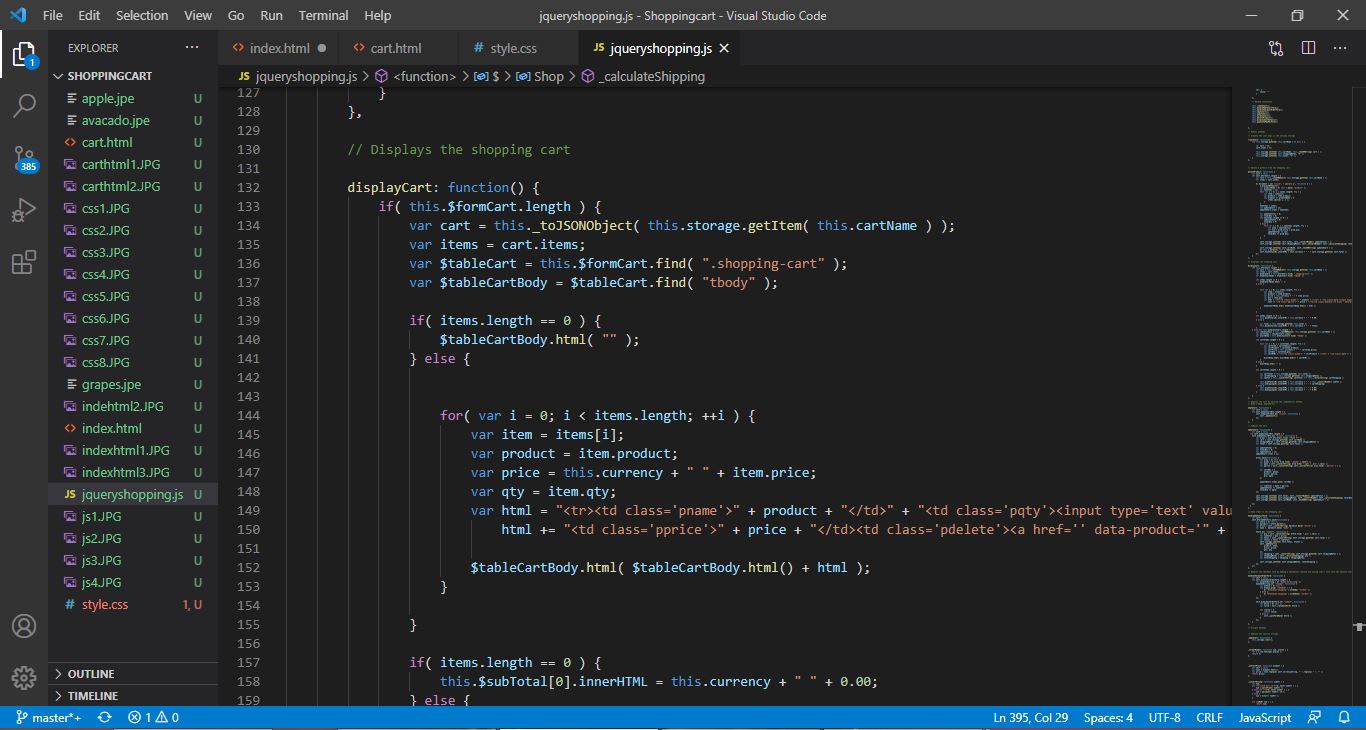 File Edit Selection View Go Run Terminal Help jqueryshopping.js - Shoppingcart - Visual Studio Code
EXPLORER ···
index.html ●
cart.html
# style.css
JS jqueryshopping.js ×
SHOPPINGCART
JS jqueryshopping.js > <function> > $ > Shop > _calculateShipping
apple.jpe U
avacado.jpe U
cart.html U
carthtml1.JPG U
carthtml2.JPG U
css1.JPG U
css2.JPG U
css3.JPG U
css4.JPG U
css5.JPG U
css6.JPG U
css7.JPG U
css8.JPG U
grapes.jpe U
indehtml2.JPG U
index.html U
indexhtml1.JPG U
indexhtml3.JPG U
JS jqueryshopping.js U
js1.JPG U
js2.JPG U
js3.JPG U
js4.JPG U
# style.css 1, U
OUTLINE
TIMELINE
1
385
127 }
128 },
129
130 // Displays the shopping cart
131
132 displayCart: function() {
133 if( this.$formCart.length ) {
134 var cart = this._toJSONObject( this.storage.getItem( this.cartName ) );
135 var items = cart.items;
136 var $tableCart = this.$formCart.find( ".shopping-cart" );
137 var $tableCartBody = $tableCart.find( "tbody" );
138
139 if( items.length == 0 ) {
140 $tableCartBody.html( "" );
141 } else {
142
143
144 for( var i = 0; i < items.length; ++i ) {
145 var item = items[i];
146 var product = item.product;
147 var price = this.currency + " " + item.price;
148 var qty = item.qty;
149 var html = "<tr><td class='pname'>" + product + "</td>" + "<td class='pqty'><input type='text' valu
150 html += "<td class='pprice'>" + price + "</td><td class='pdelete'><a href='' data-product='" +
151
152 $tableCartBody.html( $tableCartBody.html() + html );
153 }
154
155 }
156
157 if( items.length == 0 ) {
158 this.$subTotal[0].innerHTML = this.currency + " " + 0.00;
159 } else {
master*+ 1 0 Ln 395, Col 29 Spaces: 4 UTF-8 CRLF JavaScript